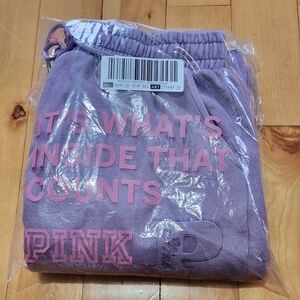 IT'S WHAT'S
INSIDE THAT
COUNTS
PINK
P